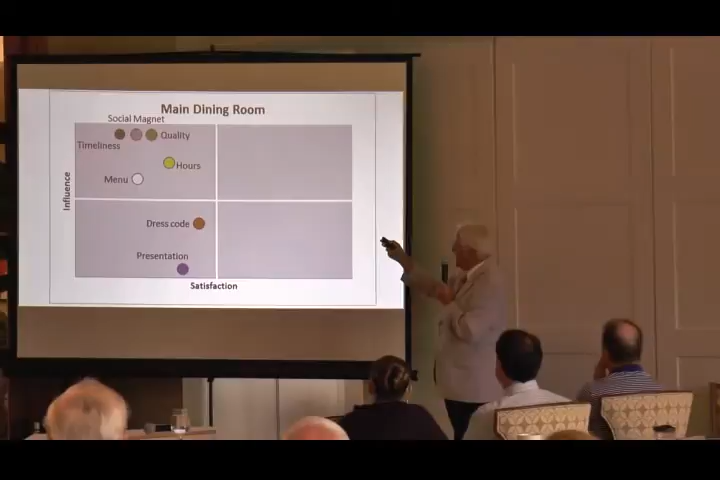 Main Dining Room
Social Magnet
Quality
Timeliness
Hours
Menu
Influence
Dress code
Presentation
Satisfaction